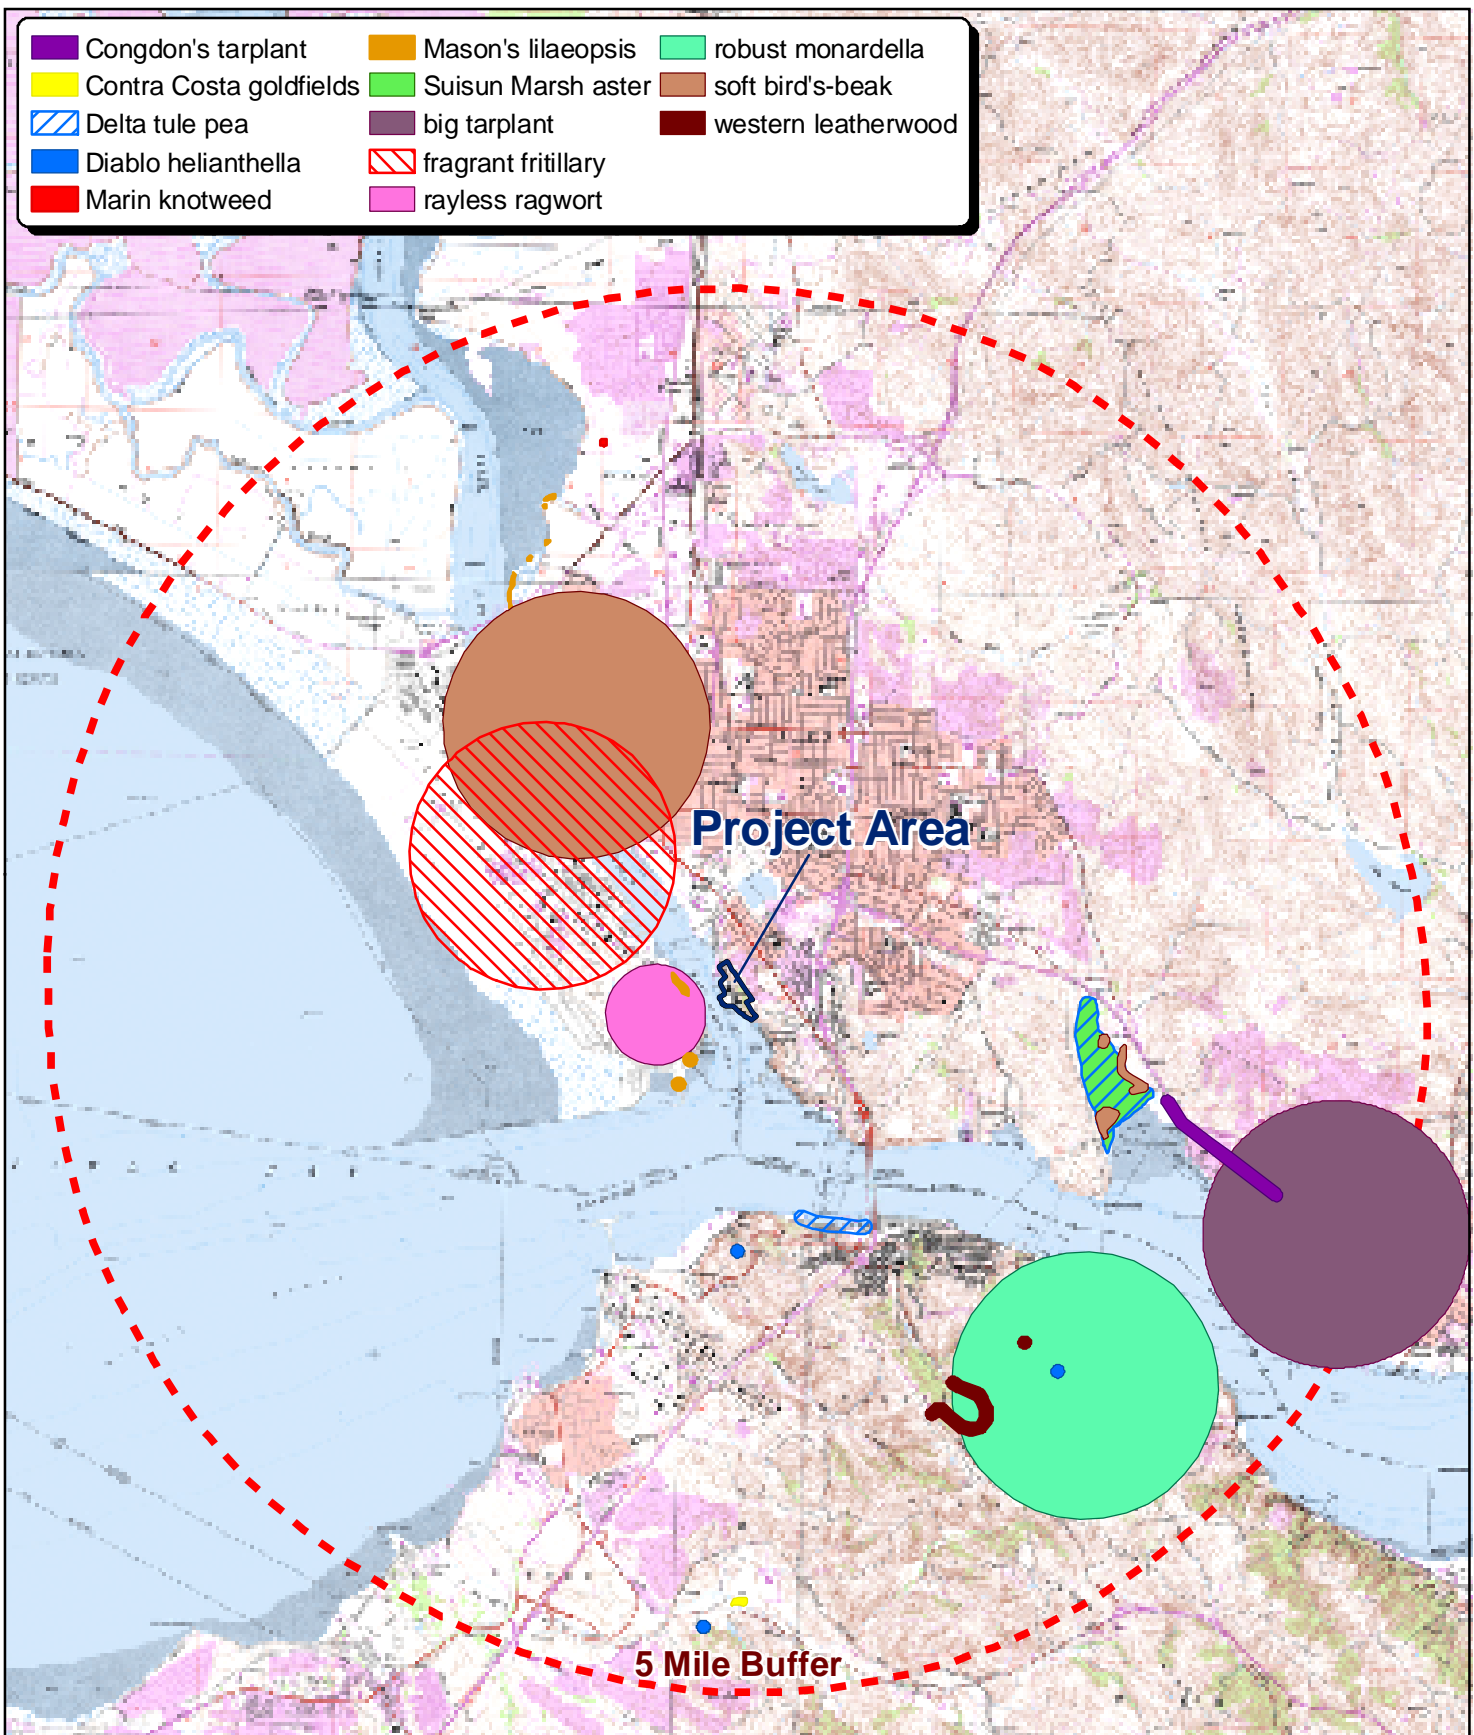 Congdon's tarplant
Contra Costa goldfields
Delta tule pea
Diablo helianthella
Marin knotweed
Mason's lilaeopsis
Suisun Marsh aster
big tarplant
fragrant fritillary
rayless ragwort
robust monardella
soft bird's-beak
western leatherwood
Project Area
5 Mile Buffer